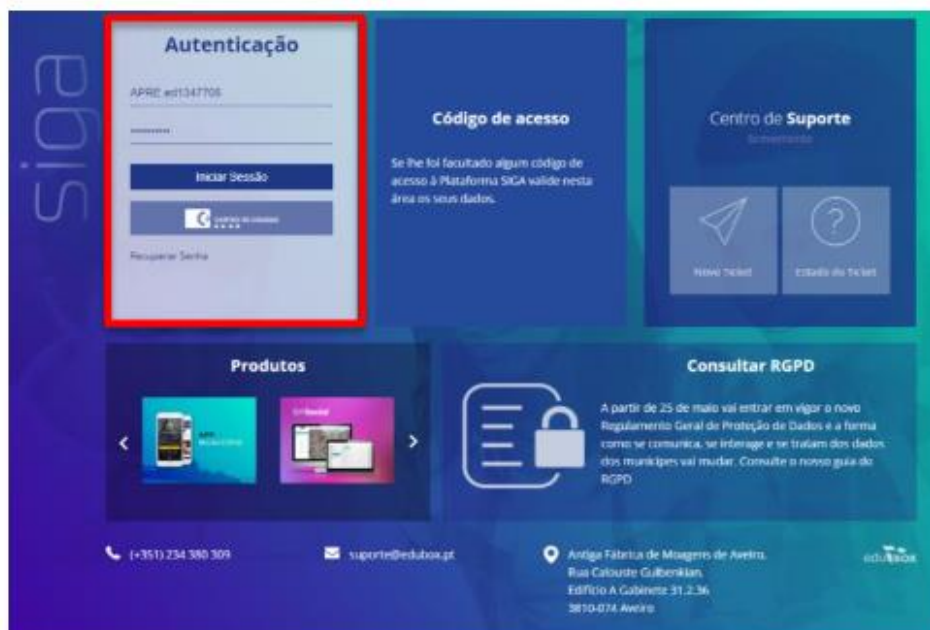 siga
Autenticação
APRE.ed1347706
Iniciar Sessão
Recuperar Senha
Código de acesso
Se lhe foi facultado algum código de
acesso à Plataforma SIGA valide nesta
área os seus dados.
Centro de Suporte
Novo Ticket
Estado do Ticket
Produtos
Consultar RGPD
A partir de 25 de maio vai entrar em vigor o novo
Regulamento Geral de Proteção de Dados e a forma
como se comunica, se interage e se tratam dos dados
dos munícipes vai mudar. Consulte o nosso guia do
RGPD
(+351) 234 380 309
suporte@edubox.pt
Antiga Fábrica de Moagens de Aveiro,
Rua Calouste Gulbenkian,
Edifício A Gabinete 31.2.36
3810-074 Aveiro
edubox